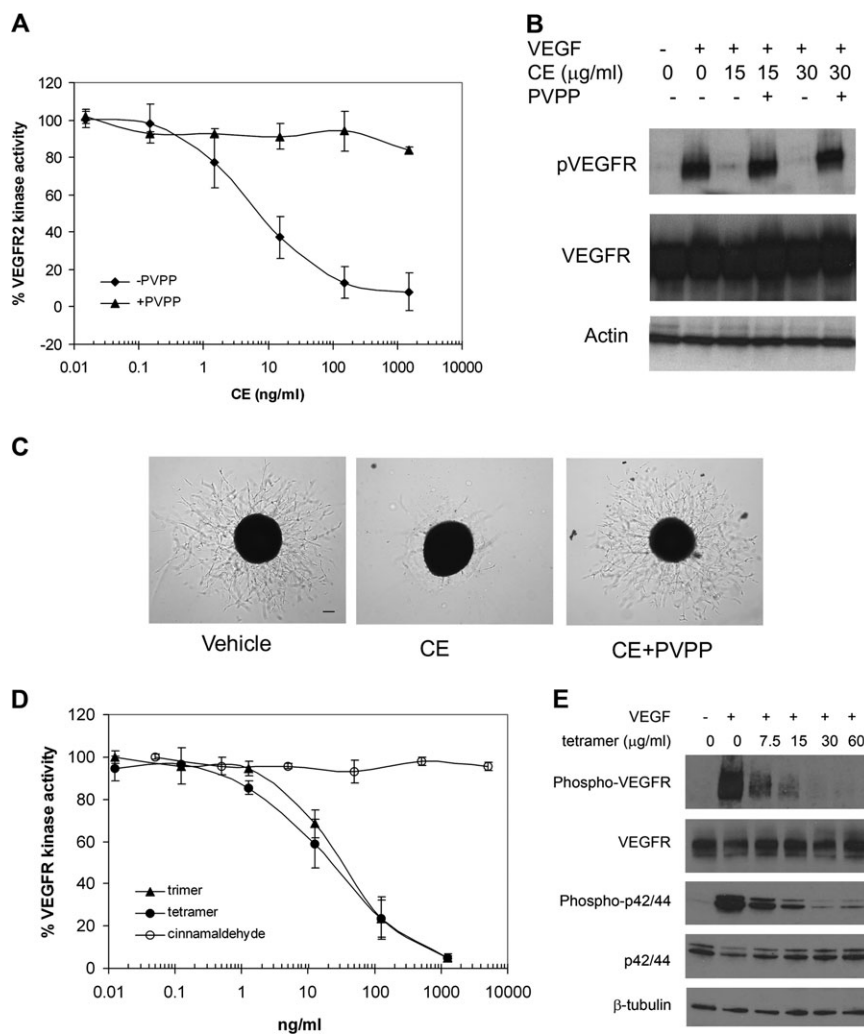 A
120
100
80
60
40
20
0
-20
% VEGFR2 kinase activity
-PVPP
+PVPP
0.01 0.1 1 10 100 1000 10000
CE (ng/ml)
B
VEGF - + + + + +
CE (μg/ml) 0 0 15 15 30 30
PVPP - - - + - +
pVEGFR
VEGFR
Actin
C
Vehicle
CE
CE+PVPP
D
120
100
80
60
40
20
0
% VEGFR kinase activity
trimer
tetramer
cinnamaldehyde
0.01 0.1 1 10 100 1000 10000
ng/ml
E
VEGF - + + + + +
tetramer (μg/ml) 0 0 7.5 15 30 60
Phospho-VEGFR
VEGFR
Phospho-p42/44
p42/44
β-tubulin